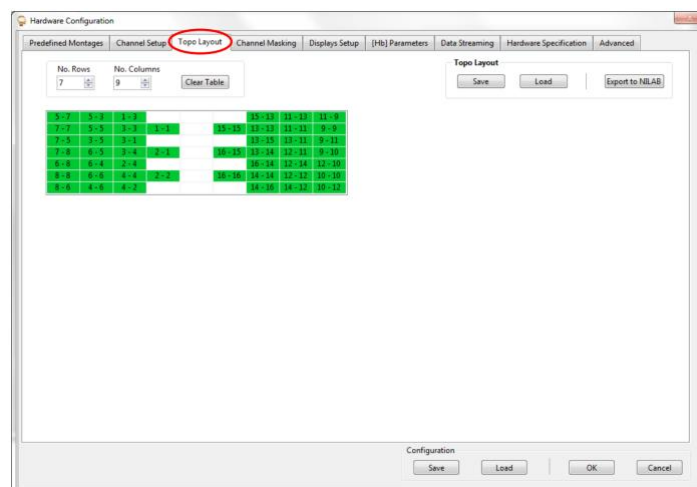 Hardware Configuration
Predefined Montages Channel Setup Topo Layout Channel Masking Displays Setup [Hb] Parameters Data Streaming Hardware Specification Advanced
No. Rows No. Columns
7 9 Clear Table
Topo Layout
Save Load Export to NILAB
5 - 7 5 - 3 1 - 3 15 - 13 11 - 13 11 - 9
7 - 7 5 - 5 3 - 3 1 - 1 15 - 15 13 - 13 11 - 11 9 - 9
7 - 5 3 - 5 3 - 1 13 - 15 13 - 11 9 - 11
7 - 8 6 - 5 3 - 4 2 - 1 16 - 15 13 - 14 12 - 11 9 - 10
6 - 8 6 - 4 2 - 4 16 - 14 12 - 14 12 - 10
8 - 8 6 - 6 4 - 4 2 - 2 16 - 16 14 - 14 12 - 12 10 - 10
8 - 6 4 - 6 4 - 2 14 - 16 14 - 12 10 - 12
Configuration
Save Load OK Cancel